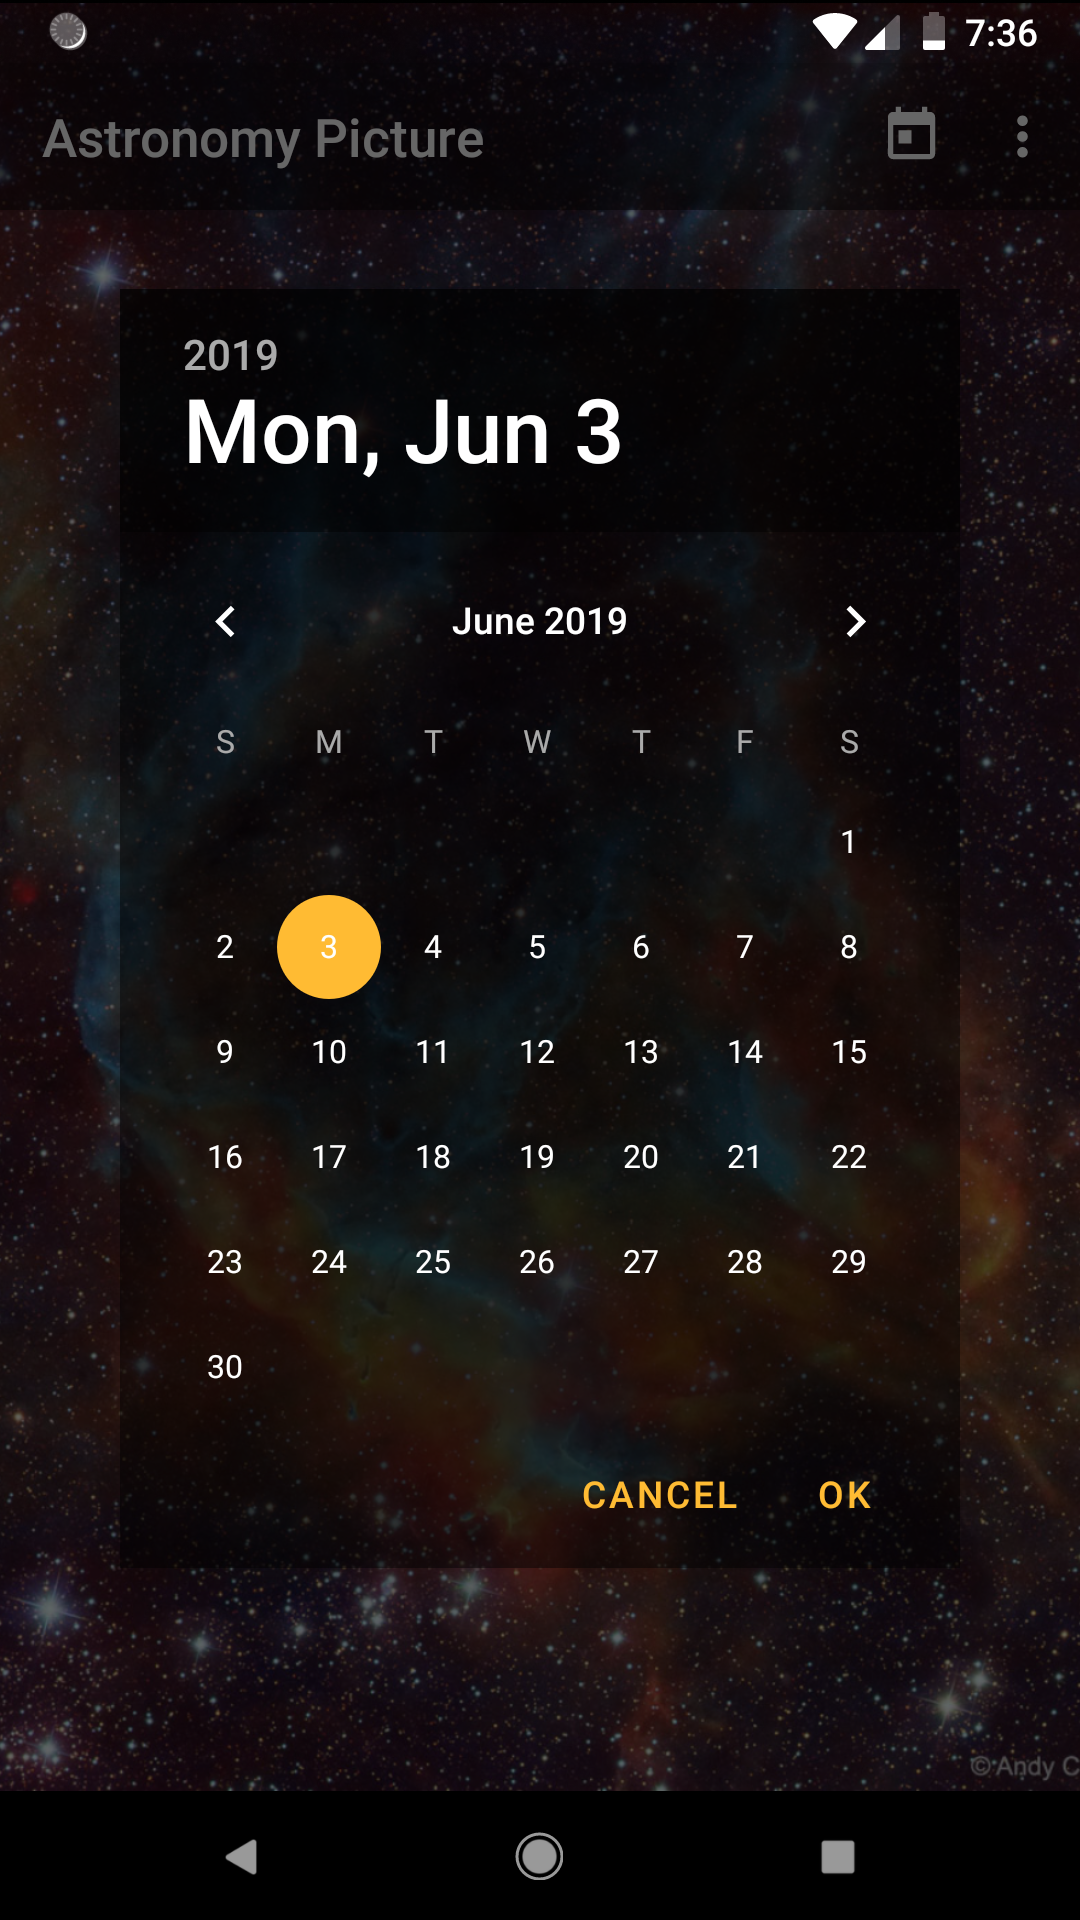 7:36
Astronomy Picture
2019
Mon, Jun 3
June 2019
S M T W T F S
1
2 3 4 5 6 7 8
9 10 11 12 13 14 15
16 17 18 19 20 21 22
23 24 25 26 27 28 29
30
CANCEL OK
© Andy C